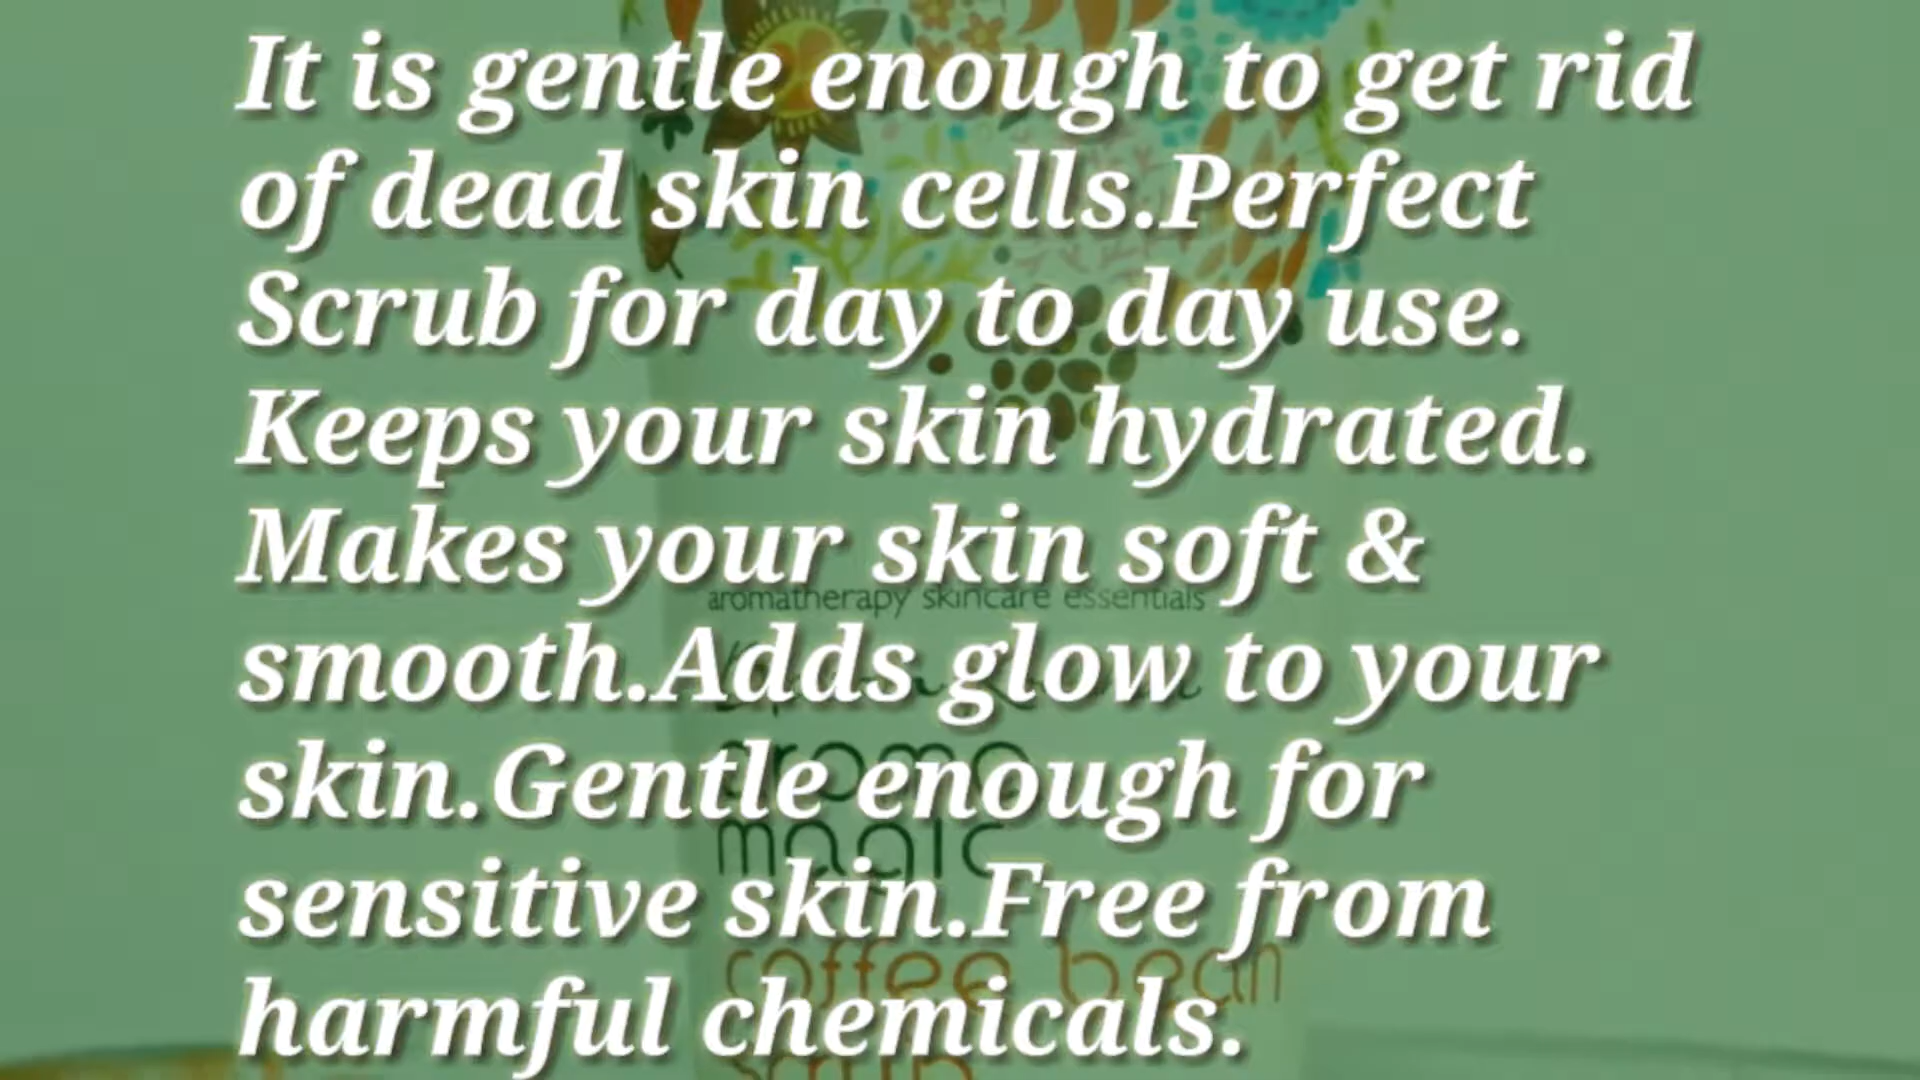 It is gentle enough to get rid
of dead skin cells.Perfect
Scrub for day to day use.
Keeps your skin hydrated.
Makes your skin soft &
aromatherapy skincare essentials
smooth.Adds glow to your
aroma
skin.Gentle enough for
magic
sensitive skin.Free from
coffee bean
harmful chemicals.
scrub